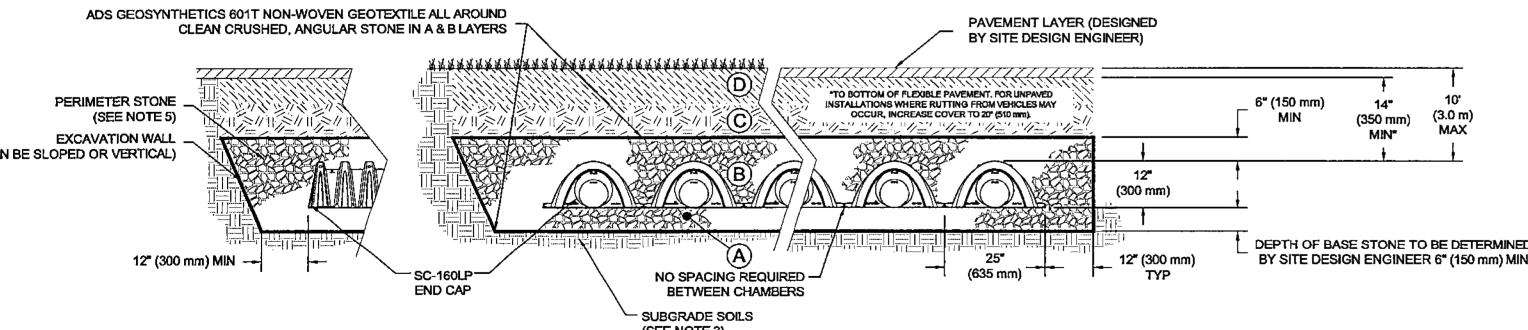 ADS GEOSYNTHETICS 601T NON-WOVEN GEOTEXTILE ALL AROUND
CLEAN CRUSHED, ANGULAR STONE IN A & B LAYERS
PAVEMENT LAYER (DESIGNED
BY SITE DESIGN ENGINEER)
PERIMETER STONE
(SEE NOTE 5)
EXCAVATION WALL
N BE SLOPED OR VERTICAL)
D
*TO BOTTOM OF FLEXIBLE PAVEMENT. FOR UNPAVED
INSTALLATIONS WHERE RUTTING FROM VEHICLES MAY
OCCUR, INCREASE COVER TO 20" (510 mm).
C
B
A
6" (150 mm)
MIN
14"
(350 mm)
MIN*
10'
(3.0 m)
MAX
12"
(300 mm)
DEPTH OF BASE STONE TO BE DETERMINED
BY SITE DESIGN ENGINEER 6" (150 mm) MIN
12" (300 mm) MIN
SC-160LP
END CAP
NO SPACING REQUIRED
BETWEEN CHAMBERS
25"
(635 mm)
12" (300 mm)
TYP
SUBGRADE SOILS
(SEE NOTE 3)